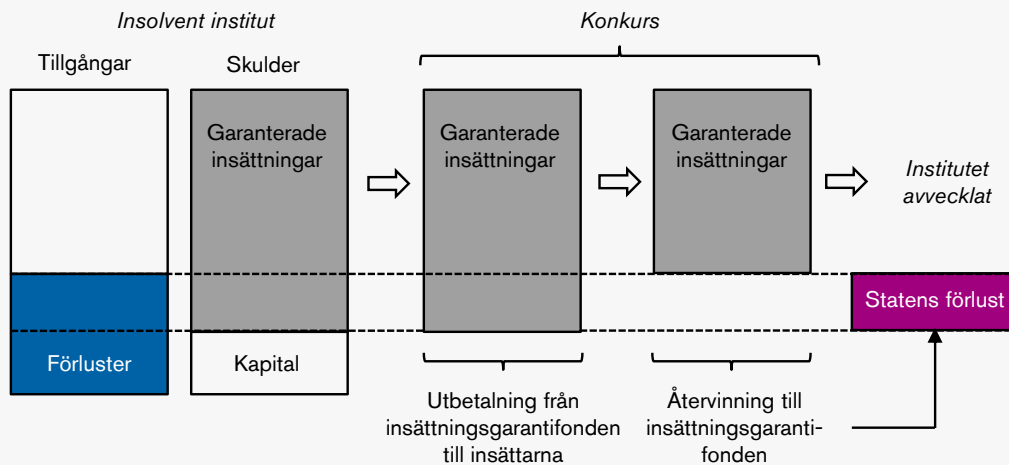 Insolvent institut
Konkurs
Tillgångar
Skulder
Garanterade
insättningar
Garanterade
insättningar
Garanterade
insättningar
Institutet
avvecklat
Statens förlust
Förluster
Kapital
Utbetalning från
insättningsgarantifonden
till insättarna
Återvinning till
insättningsgaranti-
fonden